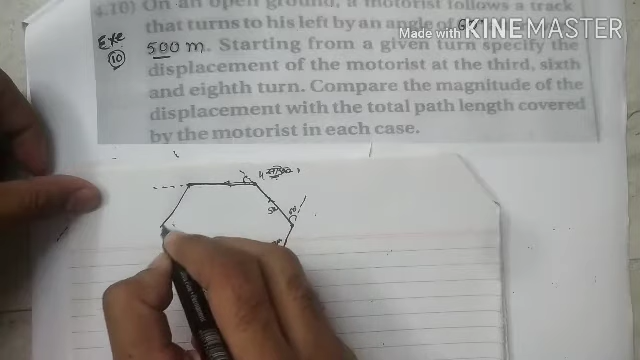 4.10) On an open ground, a motorist follows a track
that turns to his left by an angle of 60°
Made with KINEMASTER
Exe
10
500 m. Starting from a given turn specify the
displacement of the motorist at the third, sixth
and eighth turn. Compare the magnitude of the
displacement with the total path length covered
by the motorist in each case.